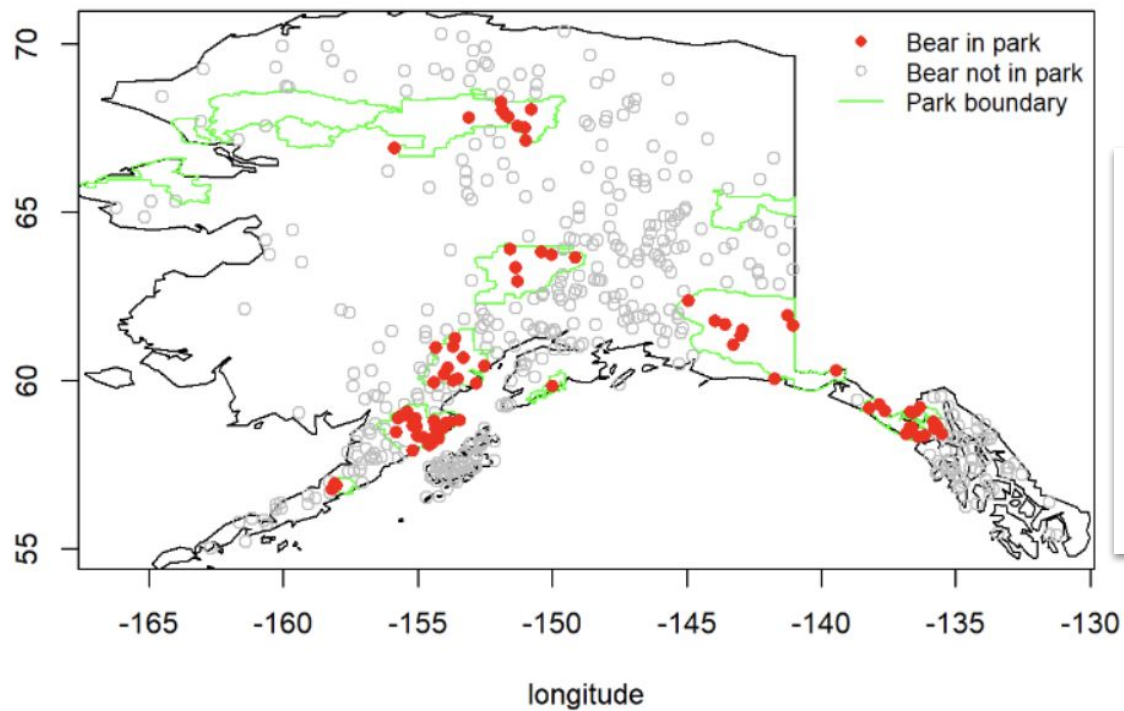 70
65
60
55
Bear in park
Bear not in park
Park boundary
-165 -160 -155 -150 -145 -140 -135 -130
longitude